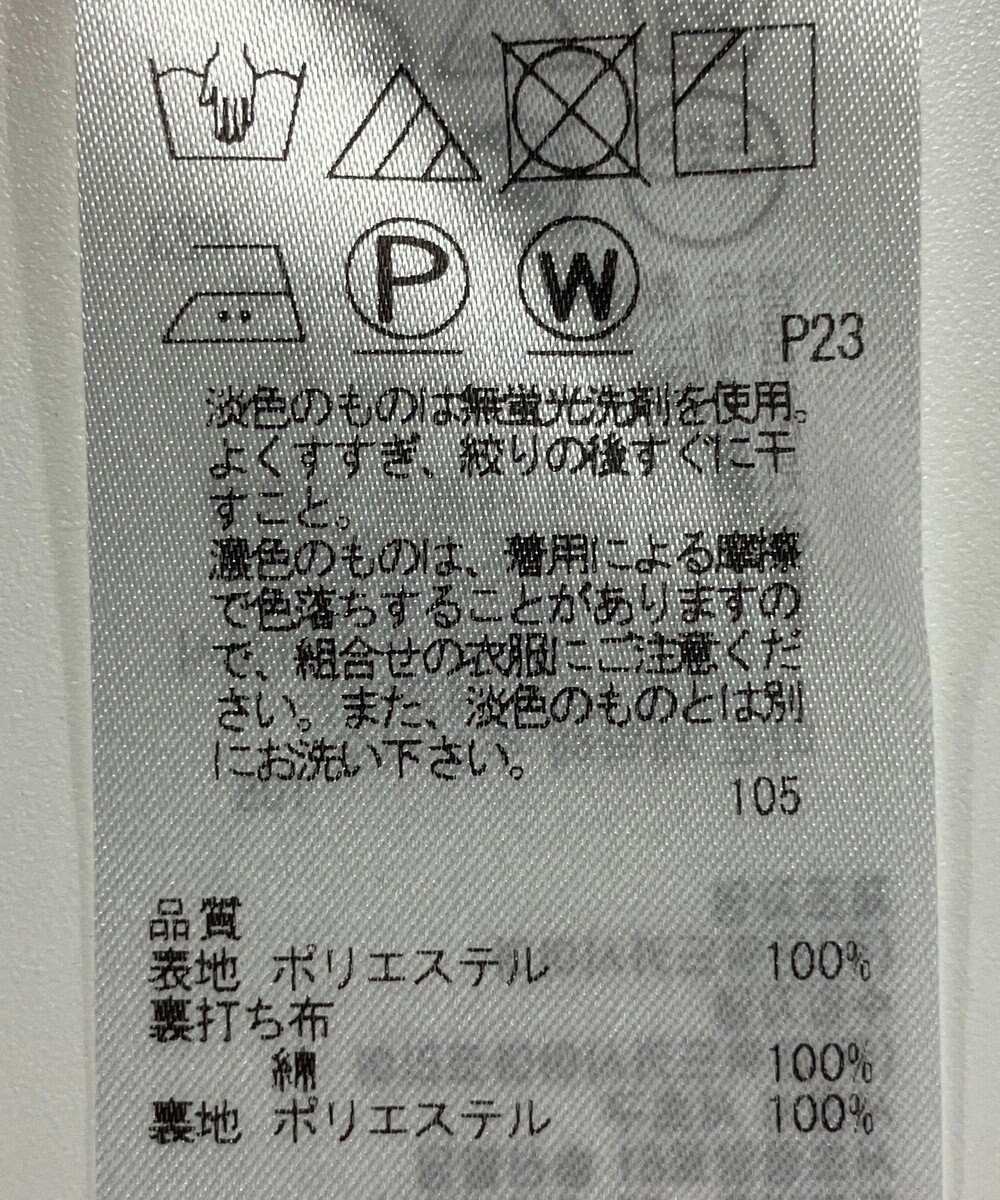 P W
P23
淡色のものは無蛍光洗剤を使用。
よくすすぎ、絞りの後すぐに干
すこと。
濃色のものは、着用による摩擦
で色落ちすることがありますの
で、組合せの衣服にご注意くだ
さい。また、淡色のものとは別
にお洗い下さい。
105
品質
表地 ポリエステル 100%
裏打ち布
綿 100%
裏地 ポリエステル 100%